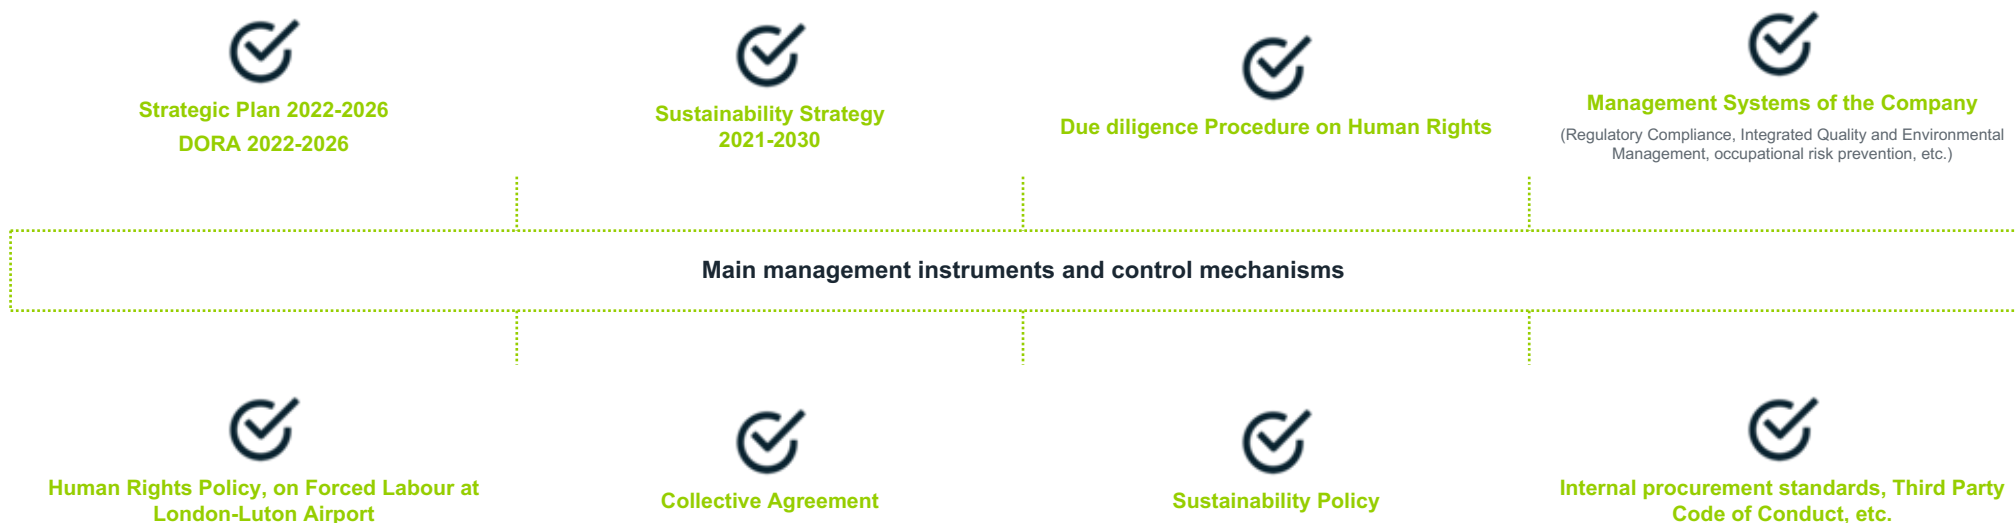 Strategic Plan 2022-2026
DORA 2022-2026
Sustainability Strategy
2021-2030
Due diligence Procedure on Human Rights
Management Systems of the Company
(Regulatory Compliance, Integrated Quality and Environmental
Management, occupational risk prevention, etc.)
Main management instruments and control mechanisms
Human Rights Policy, on Forced Labour at
London-Luton Airport
Collective Agreement
Sustainability Policy
Internal procurement standards, Third Party
Code of Conduct, etc.